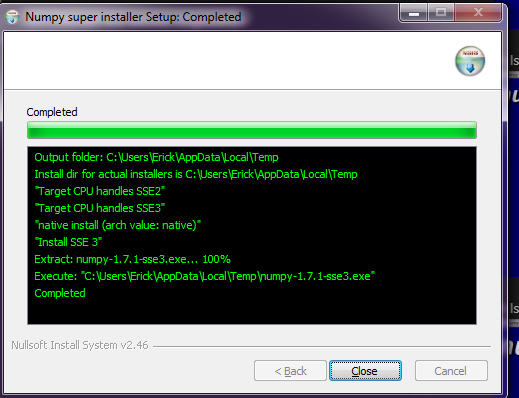 Numpy super installer Setup: Completed
Completed
Output folder: C:\Users\Erick\AppData\Local\Temp
Install dir for actual installers is C:\Users\Erick\AppData\Local\Temp
"Target CPU handles SSE2"
"Target CPU handles SSE3"
"native install (arch value: native)"
"Install SSE 3"
Extract: numpy-1.7.1-sse3.exe... 100%
Execute: "C:\Users\Erick\AppData\Local\Temp\numpy-1.7.1-sse3.exe"
Completed
Nullsoft Install System v2.46
< Back
Close
Cancel